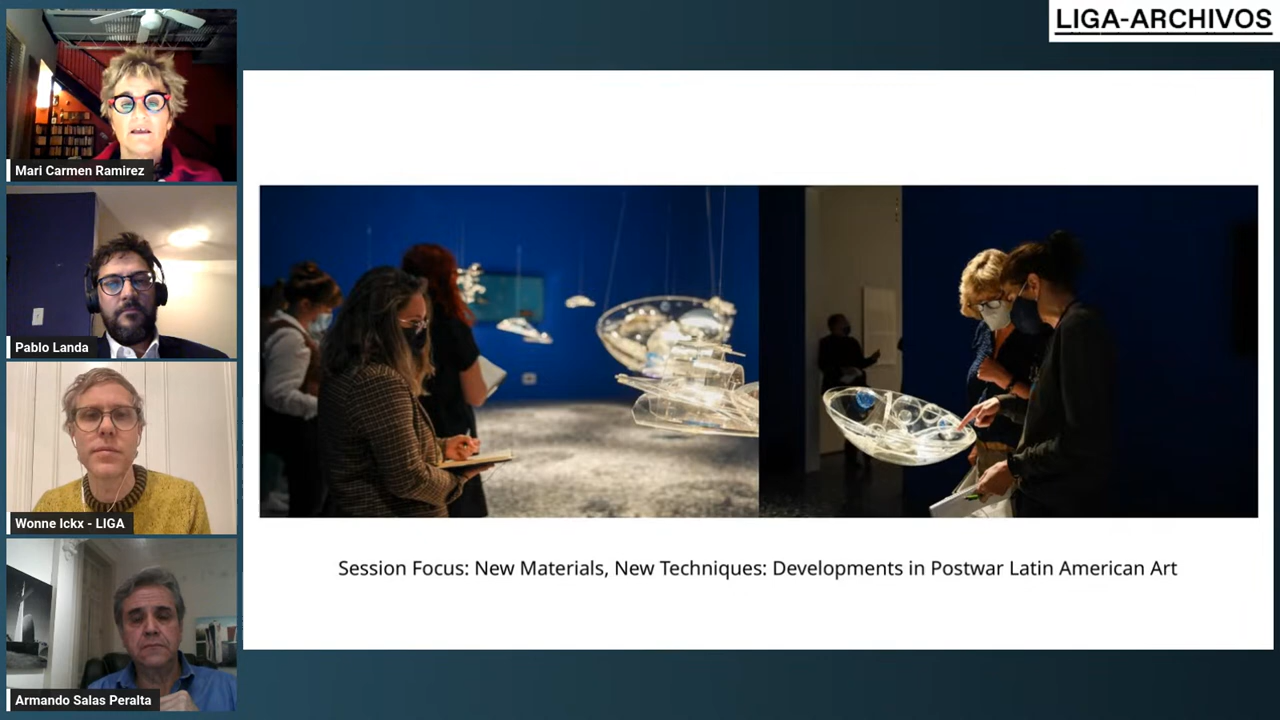 LIGA-ARCHIVOS
Mari Carmen Ramirez
Pablo Landa
Wonne Ickx - LIGA
Armando Salas Peralta
Session Focus: New Materials, New Techniques: Developments in Postwar Latin American Art